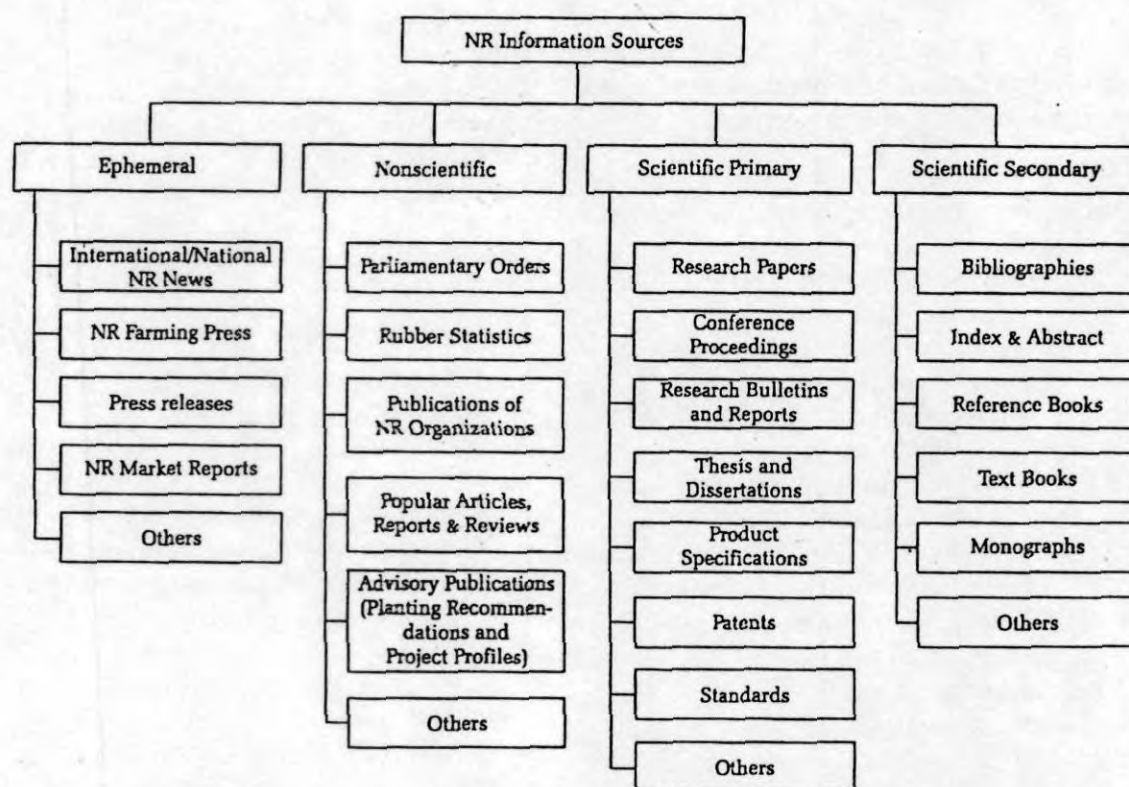 NR Information Sources
Ephemeral
International/National
NR News
NR Farming Press
Press releases
NR Market Reports
Others
Nonscientific
Parliamentary Orders
Rubber Statistics
Publications of
NR Organizations
Popular Articles,
Reports & Reviews
Advisory Publications
(Planting Recommen-
dations and
Project Profiles)
Others
Scientific Primary
Research Papers
Conference
Proceedings
Research Bulletins
and Reports
Thesis and
Dissertations
Product
Specifications
Patents
Standards
Others
Scientific Secondary
Bibliographies
Index & Abstract
Reference Books
Text Books
Monographs
Others